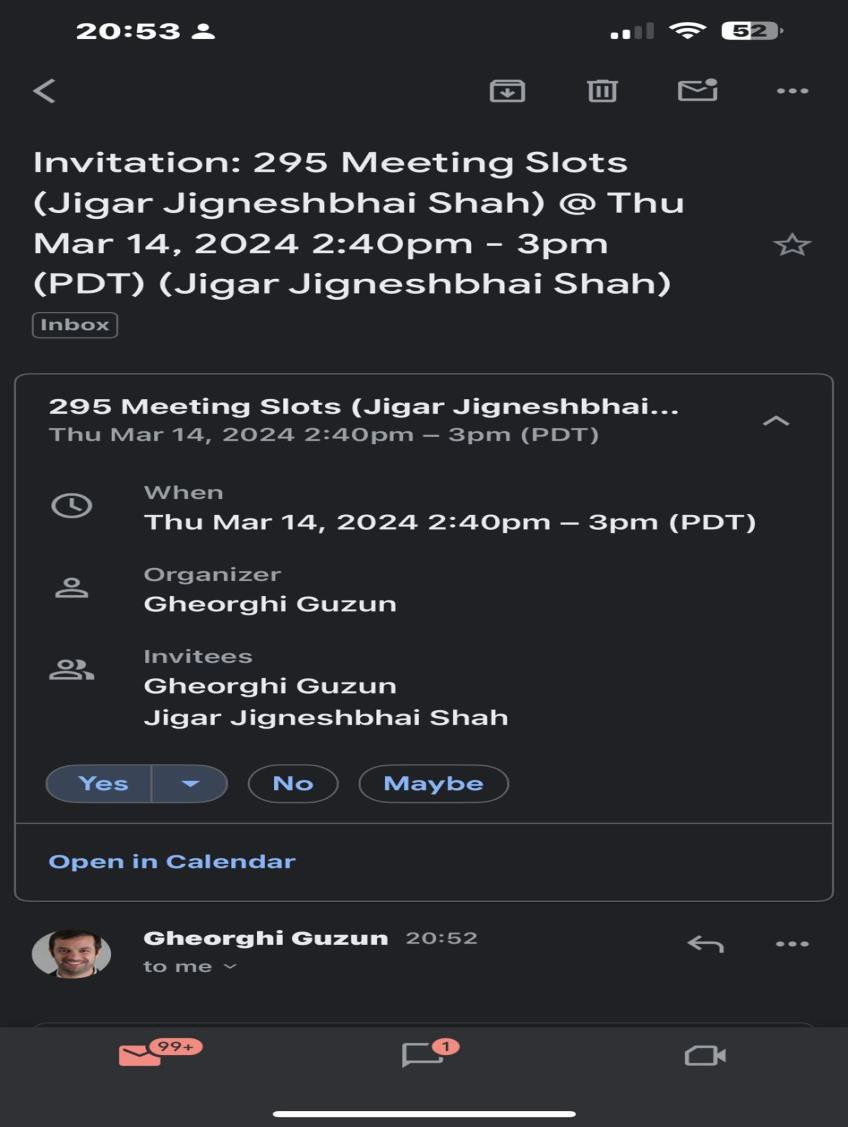 20:53
52
Invitation: 295 Meeting Slots
(Jigar Jigneshbhai Shah) @ Thu
Mar 14, 2024 2:40pm - 3pm
(PDT) (Jigar Jigneshbhai Shah)
Inbox
295 Meeting Slots (Jigar Jigneshbhai...
Thu Mar 14, 2024 2:40pm – 3pm (PDT)
When
Thu Mar 14, 2024 2:40pm – 3pm (PDT)
Organizer
Gheorghi Guzun
Invitees
Gheorghi Guzun
Jigar Jigneshbhai Shah
Yes No Maybe
Open in Calendar
Gheorghi Guzun 20:52
to me
99+ 1